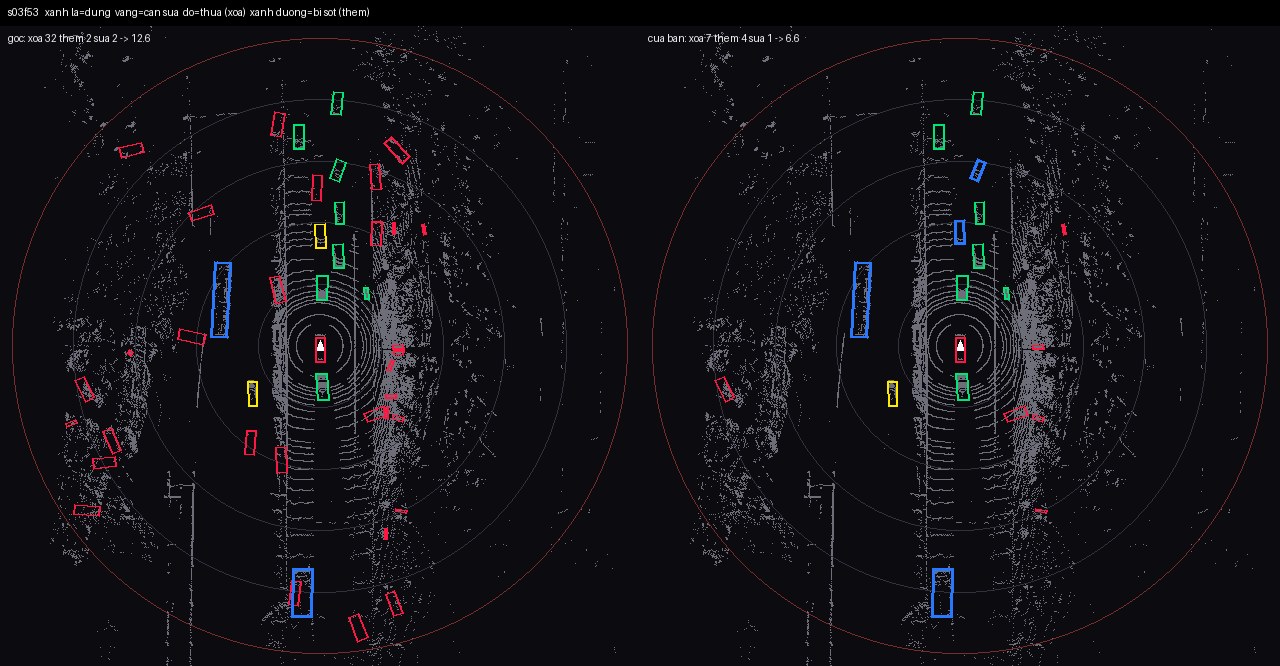 s03f53 xanh la=dung vang=can sua do=thua (xoa) xanh duong=bi sot (them)
goc: xoa 32 them 2 sua 2 -> 12.6
cua ban: xoa 7 them 4 sua 1 -> 6.6